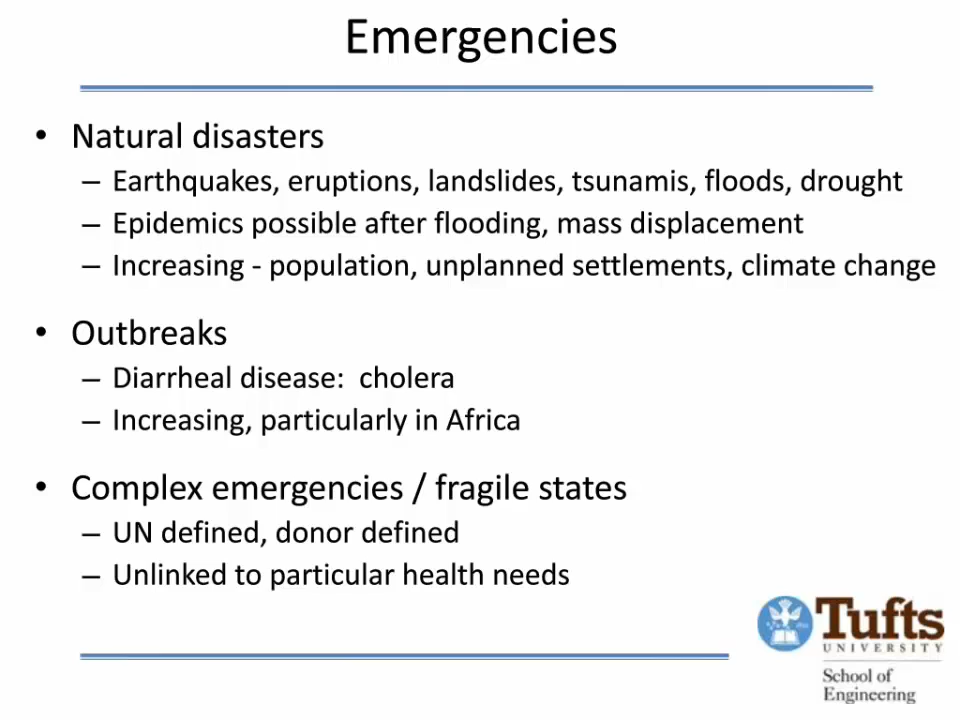 Emergencies
• Natural disasters
– Earthquakes, eruptions, landslides, tsunamis, floods, drought
– Epidemics possible after flooding, mass displacement
– Increasing - population, unplanned settlements, climate change
• Outbreaks
– Diarrheal disease:  cholera
– Increasing, particularly in Africa
• Complex emergencies / fragile states
– UN defined, donor defined
– Unlinked to particular health needs
Tufts
UNIVERSITY
School of
Engineering